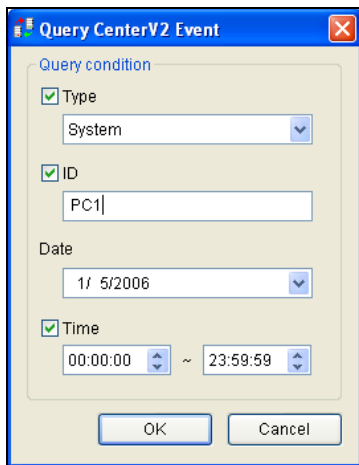 Query CenterV2 Event
Query condition
Type
System
ID
PC1
Date
1/ 5/2006
Time
00:00:00 ~ 23:59:59
OK Cancel